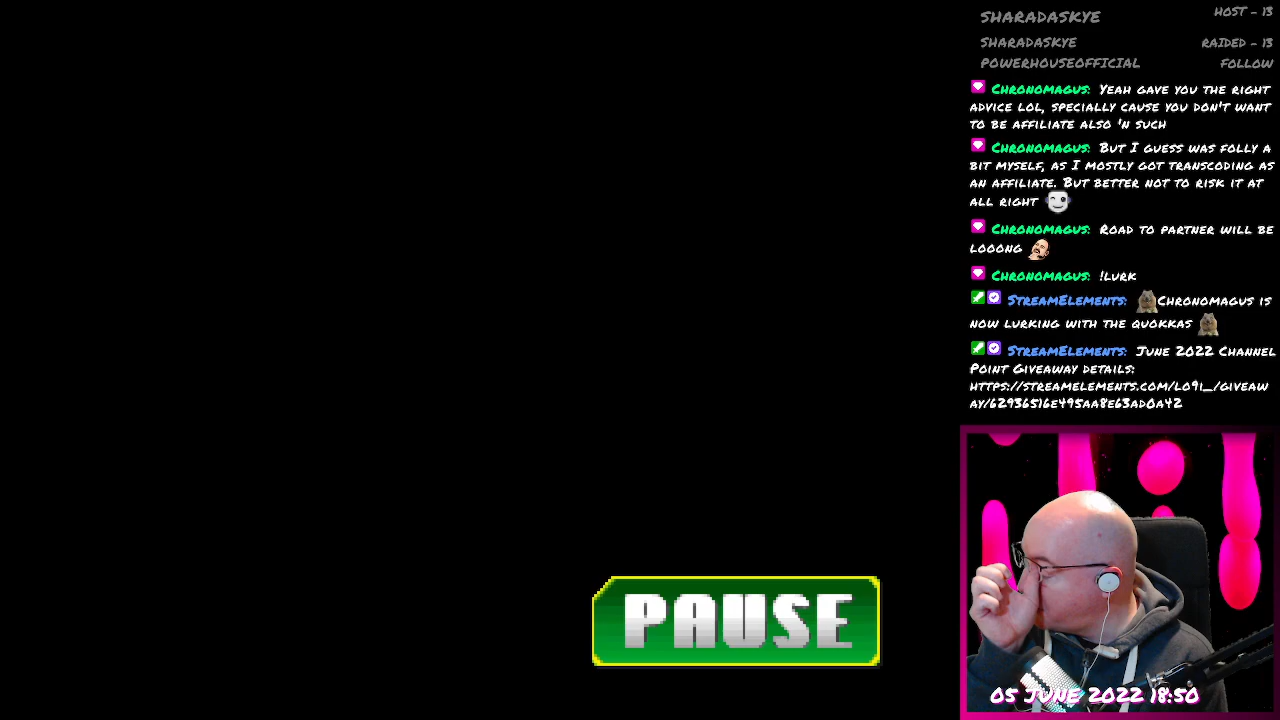 SHARADASKYE HOST - 13
SHARADASKYE RAIDED - 13
POWERHOUSEOFFICIAL FOLLOW
CHRONOMAGUS: YEAH GAVE YOU THE RIGHT
ADVICE LOL, SPECIALLY CAUSE YOU DON'T WANT
TO BE AFFILIATE ALSO 'N SUCH
CHRONOMAGUS: BUT I GUESS WAS FOLLY A
BIT MYSELF, AS I MOSTLY GOT TRANSCODING AS
AN AFFILIATE. BUT BETTER NOT TO RISK IT AT
ALL RIGHT
CHRONOMAGUS: ROAD TO PARTNER WILL BE
LOOONG
CHRONOMAGUS: !LURK
STREAMELEMENTS: CHRONOMAGUS IS
NOW LURKING WITH THE QUOKKAS
STREAMELEMENTS: JUNE 2022 CHANNEL
POINT GIVEAWAY DETAILS:
HTTPS://STREAMELEMENTS.COM/LO9I_/GIVEAW
AY/62936516E495AA8E63AD0A42
PAUSE
05 JUNE 2022 18:50